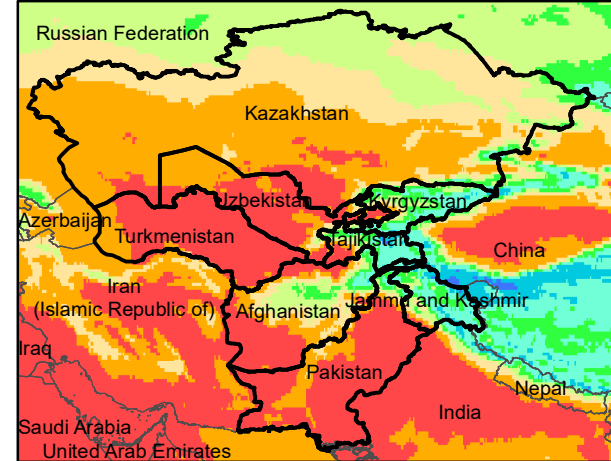 Russian Federation
Kazakhstan
Uzbekistan
Kyrgyzstan
Azerbaijan
Turkmenistan
Tajikistan
China
Iran
(Islamic Republic of)
Afghanistan
Jammu and Kashmir
Iraq
Pakistan
Nepal
India
Saudi Arabia
United Arab Emirates